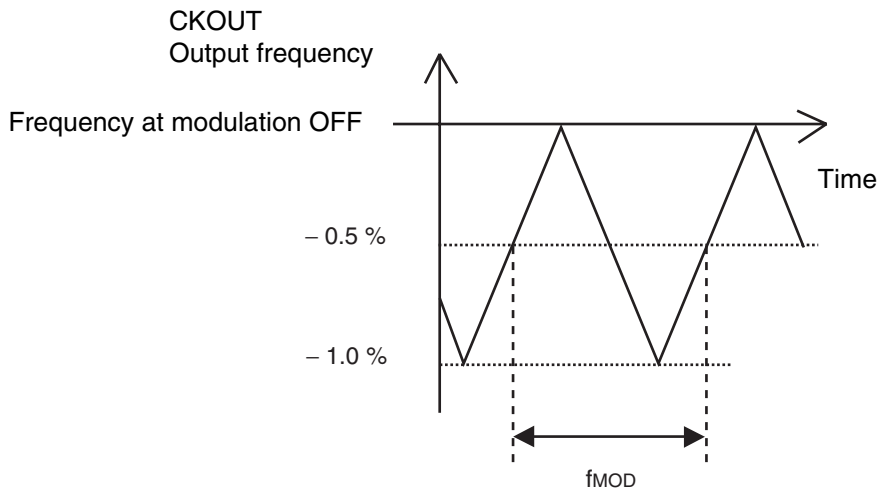 CKOUT
Output frequency
Frequency at modulation OFF
Time
– 0.5 %
– 1.0 %
fMOD